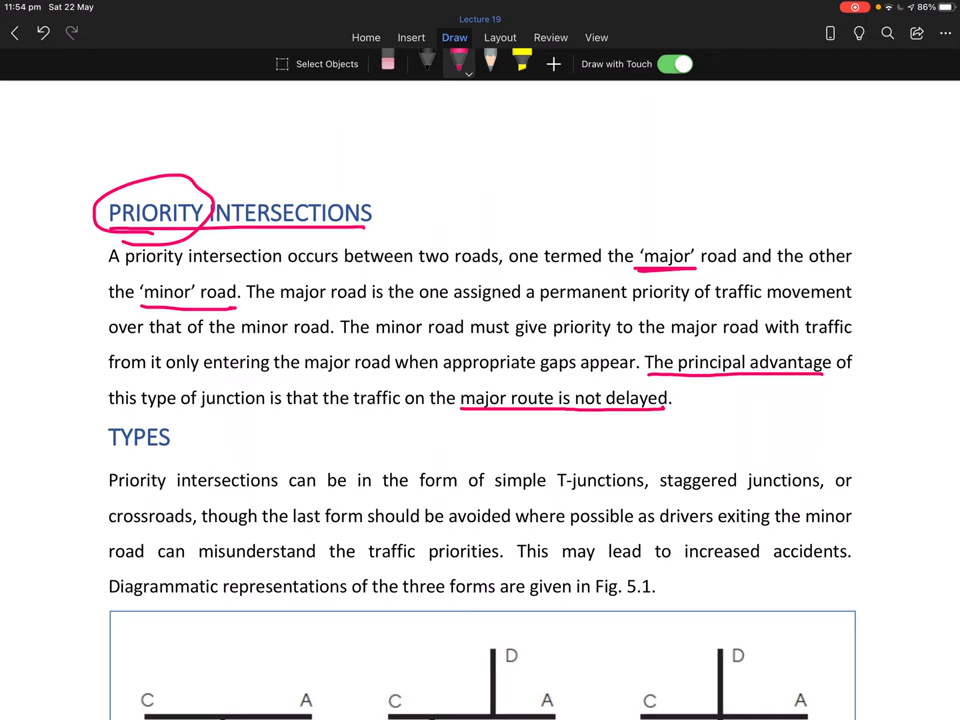 11:54 pm Sat 22 May
86%
Lecture 19
Home Insert Draw Layout Review View
Select Objects
Draw with Touch
PRIORITY INTERSECTIONS
A priority intersection occurs between two roads, one termed the ‘major’ road and the other
the ‘minor’ road. The major road is the one assigned a permanent priority of traffic movement
over that of the minor road. The minor road must give priority to the major road with traffic
from it only entering the major road when appropriate gaps appear. The principal advantage of
this type of junction is that the traffic on the major route is not delayed.
TYPES
Priority intersections can be in the form of simple T-junctions, staggered junctions, or
crossroads, though the last form should be avoided where possible as drivers exiting the minor
road can misunderstand the traffic priorities. This may lead to increased accidents.
Diagrammatic representations of the three forms are given in Fig. 5.1.
D D
C A C A C A